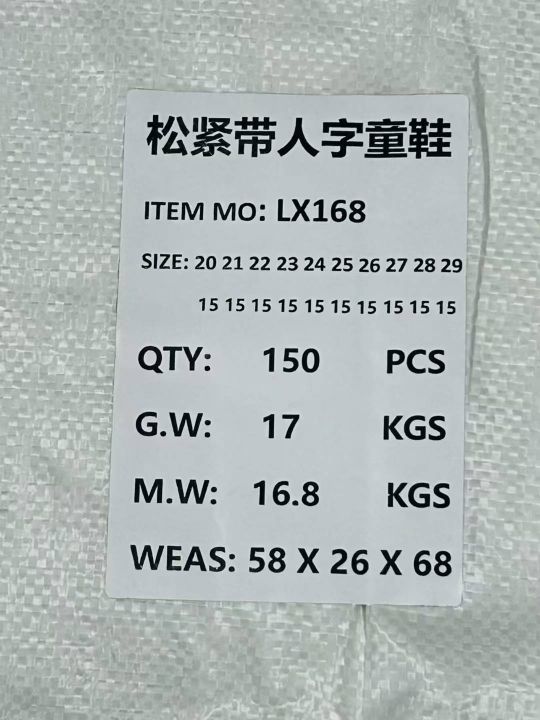 松紧带人字童鞋
ITEM MO: LX168
SIZE: 20 21 22 23 24 25 26 27 28 29
15 15 15 15 15 15 15 15 15 15
QTY: 150 PCS
G.W: 17 KGS
M.W: 16.8 KGS
WEAS: 58 X 26 X 68